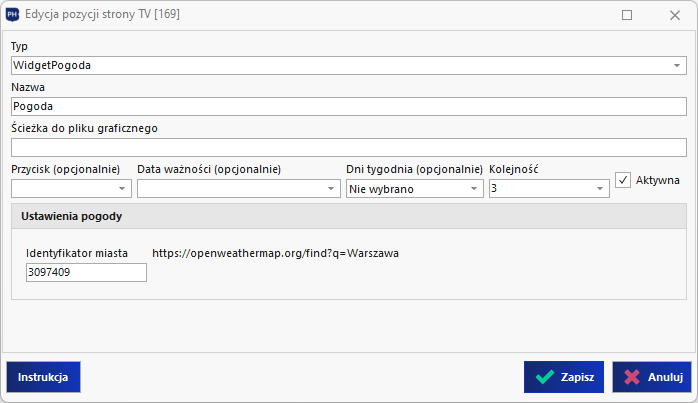 PH
Edycja pozycji strony TV [169]
Typ
WidgetPogoda
Nazwa
Pogoda
Ścieżka do pliku graficznego
Przycisk (opcjonalnie) Data ważności (opcjonalnie) Dni tygodnia (opcjonalnie) Kolejność
Nie wybrano 3 Aktywna
Ustawienia pogody
Identyfikator miasta https://openweathermap.org/find?q=Warszawa
3097409
Instrukcja Zapisz Anuluj